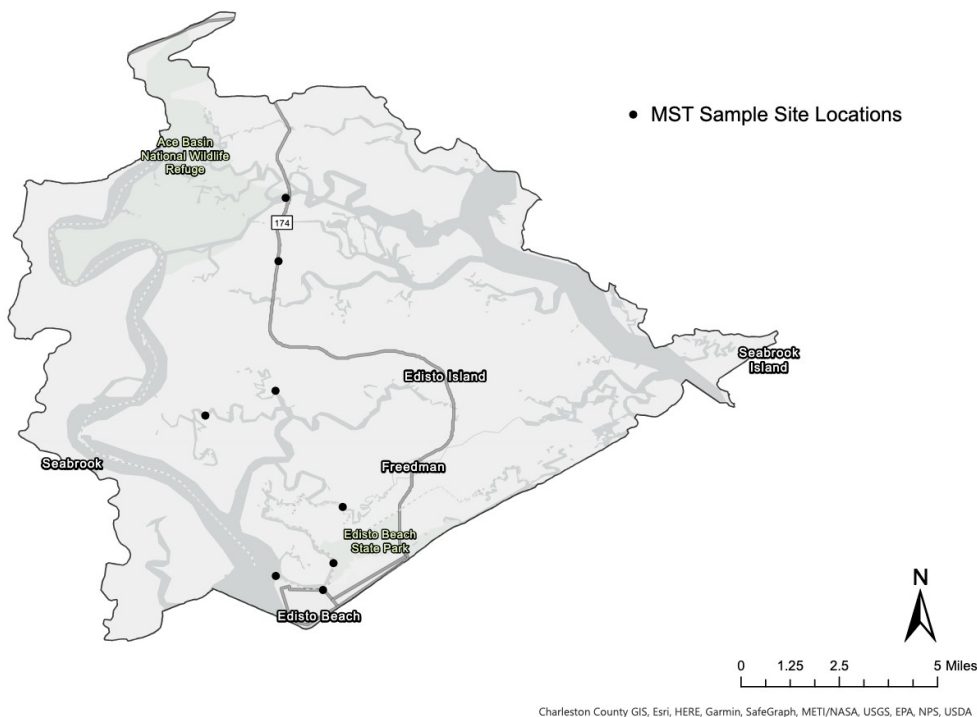 MST Sample Site Locations
Ace Basin
National Wildlife
Refuge
174
Seabrook
Island
Edisto Island
Seabrook
Freedman
Edisto Beach
State Park
Edisto Beach
N
0 1.25 2.5 5 Miles
Charleston County GIS, Esri, HERE, Garmin, SafeGraph, METI/NASA, USGS, EPA, NPS, USDA